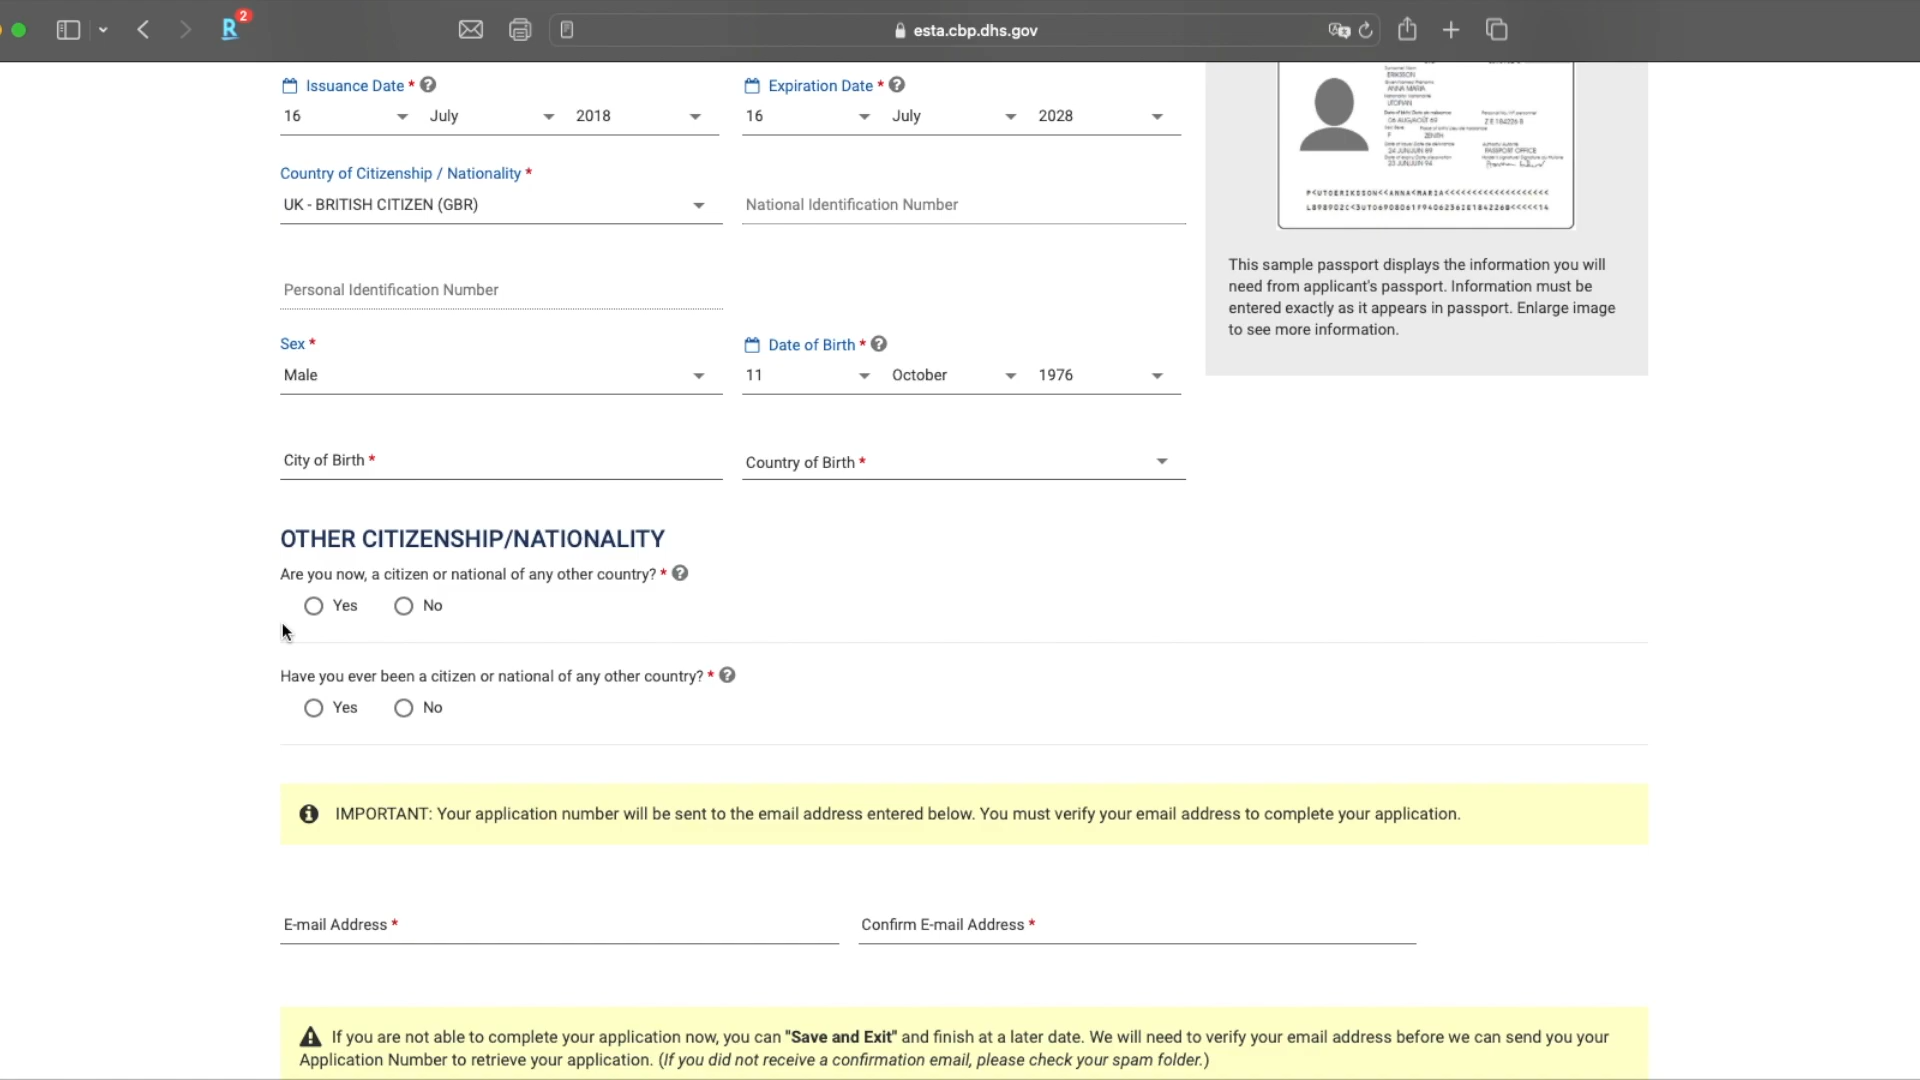 2
R
esta.cbp.dhs.gov
Issuance Date *
Expiration Date *
16 July 2018
16 July 2028
Country of Citizenship / Nationality *
UK - BRITISH CITIZEN (GBR)
National Identification Number
Personal Identification Number
Sex *
Male
Date of Birth *
11 October 1976
City of Birth *
Country of Birth *
ERIKSSON
ANNA MARIA
UTOPIAN
ZENITH
PASSPORT OFFICE
This sample passport displays the information you will
need from applicant's passport. Information must be
entered exactly as it appears in passport. Enlarge image
to see more information.
OTHER CITIZENSHIP/NATIONALITY
Are you now, a citizen or national of any other country? *
Yes No
Have you ever been a citizen or national of any other country? *
Yes No
IMPORTANT: Your application number will be sent to the email address entered below. You must verify your email address to complete your application.
E-mail Address *
Confirm E-mail Address *
If you are not able to complete your application now, you can "Save and Exit" and finish at a later date. We will need to verify your email address before we can send you your
Application Number to retrieve your application. (If you did not receive a confirmation email, please check your spam folder.)